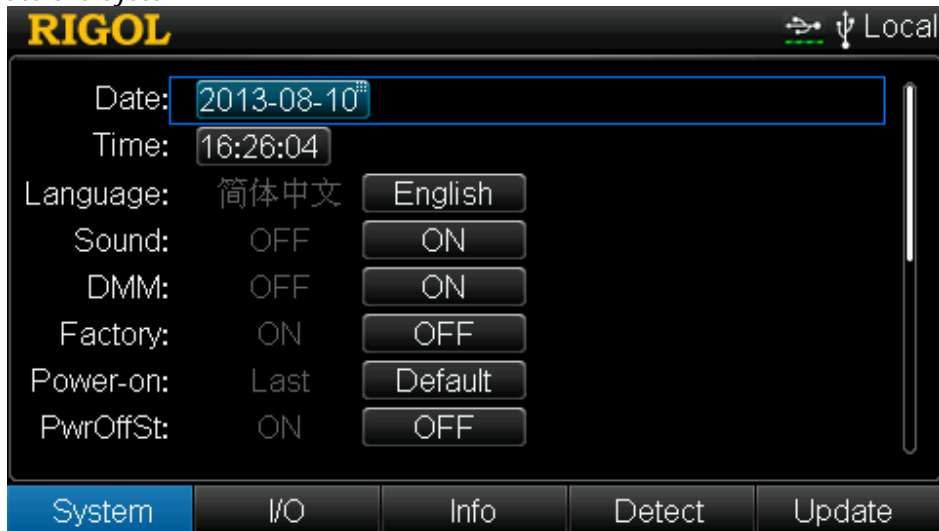 RIGOL Local
Date: 2013-08-10
Time: 16:26:04
Language: 简体中文 English
Sound: OFF ON
DMM: OFF ON
Factory: ON OFF
Power-on: Last Default
PwrOffSt: ON OFF
System I/O Info Detect Update